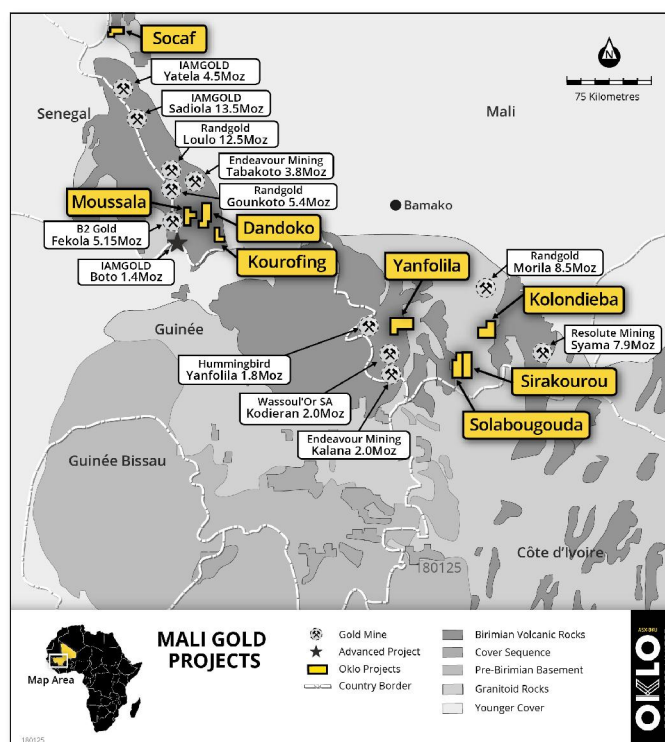 Socaf
IAMGOLD
Yatela 4.5Moz
N
75 Kilometres
Senegal
IAMGOLD
Sadiola 13.5Moz
Mali
Randgold
Loulo 12.5Moz
Endeavour Mining
Tabakoto 3.8Moz
Randgold
Gounkoto 5.4Moz
Moussala
Bamako
B2 Gold
Fekola 5.15Moz
Dandoko
IAMGOLD
Boto 1.4Moz
Kourofing
Yanfolila
Randgold
Morila 8.5Moz
Kolondieba
Guinée
Resolute Mining
Syama 7.9Moz
Hummingbird
Yanfolila 1.8Moz
Sirakourou
Wassoul'Or SA
Kodieran 2.0Moz
Solabougouda
Endeavour Mining
Kalana 2.0Moz
Guinée Bissau
Côte d'Ivoire
180125
Map Area
MALI GOLD
PROJECTS
Gold Mine
Advanced Project
Oklo Projects
Country Border
Birimian Volcanic Rocks
Cover Sequence
Pre-Birimian Basement
Granitoid Rocks
Younger Cover
ASX:OKU
OKLO
180125